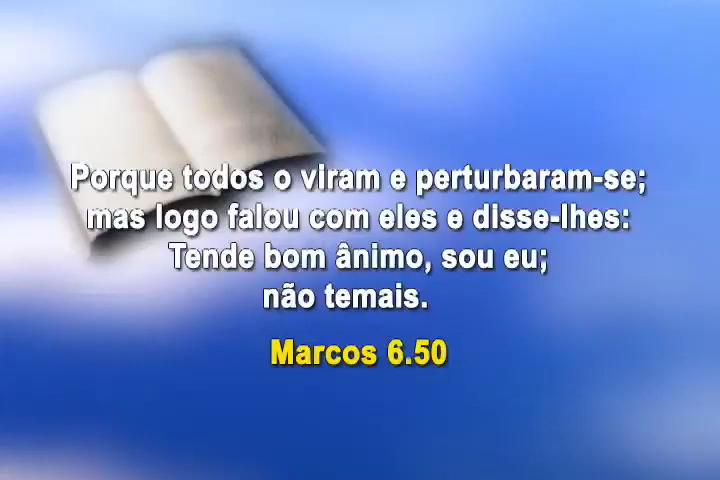 Porque todos o viram e perturbaram-se;
mas logo falou com eles e disse-lhes:
Tende bom ânimo, sou eu;
não temais.
Marcos 6.50